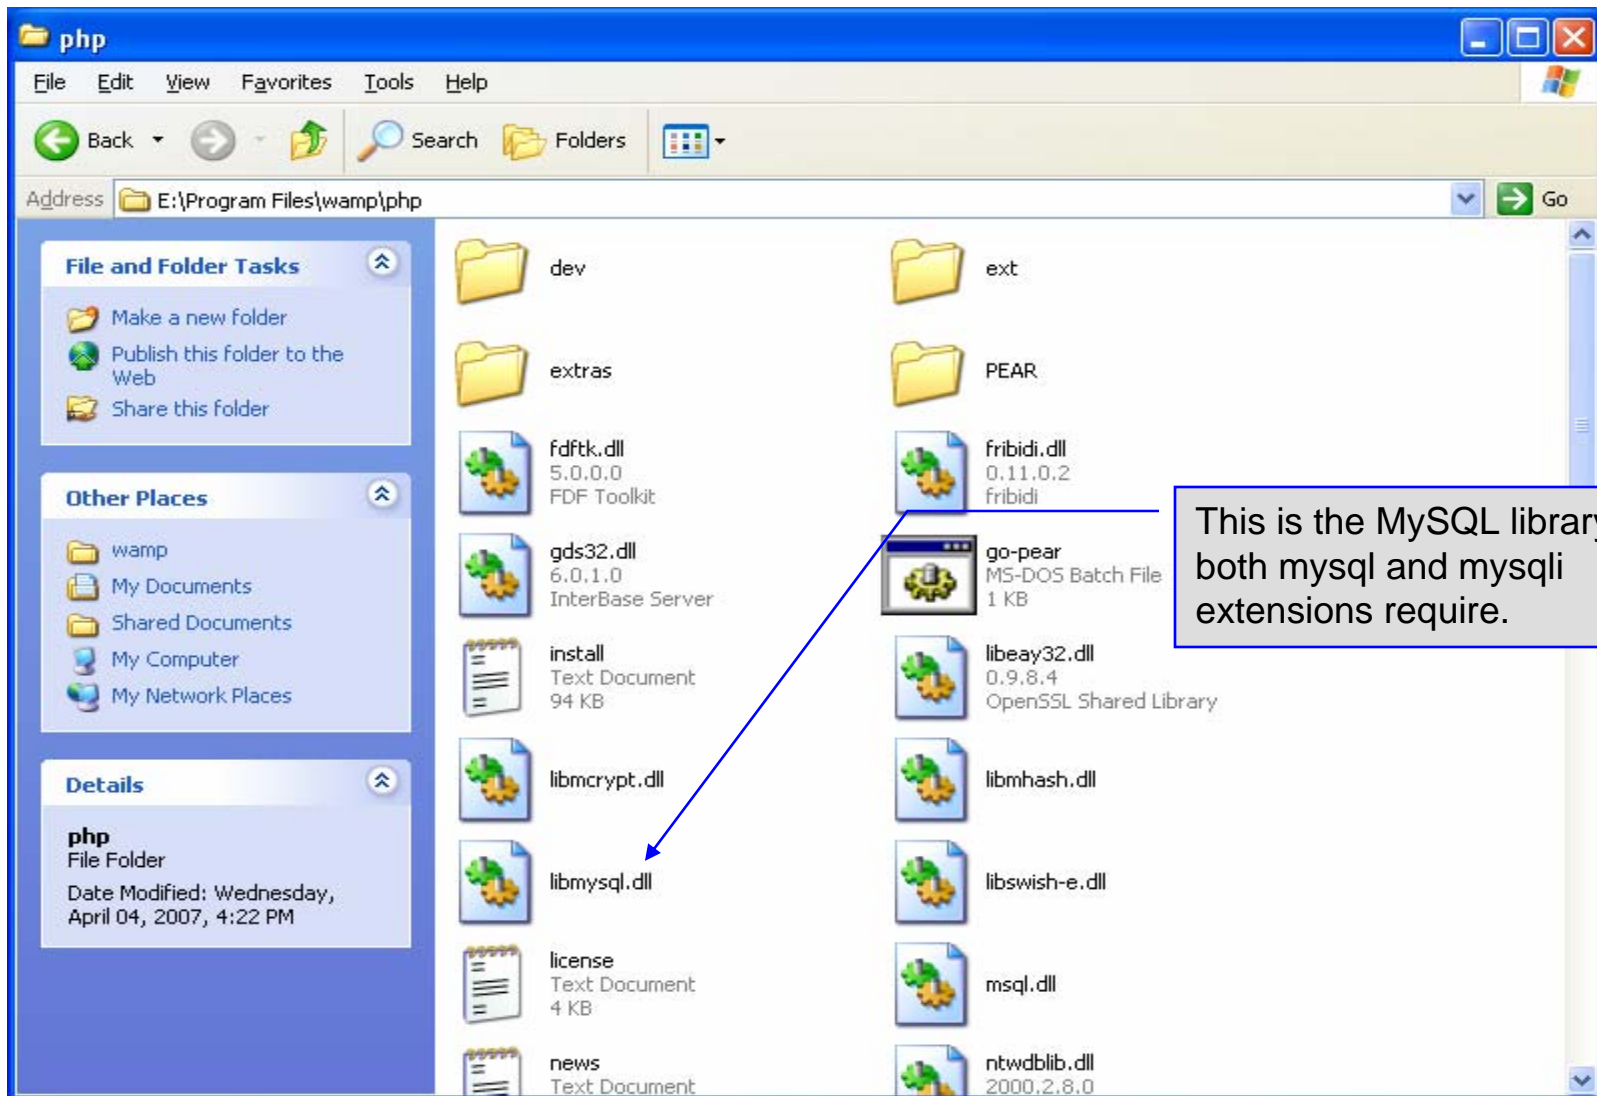 php
File Edit View Favorites Tools Help
Back Search Folders
Address E:\Program Files\wamp\php Go
File and Folder Tasks
Make a new folder
Publish this folder to the
Web
Share this folder
Other Places
wamp
My Documents
Shared Documents
My Computer
My Network Places
Details
php
File Folder
Date Modified: Wednesday,
April 04, 2007, 4:22 PM
dev
ext
extras
PEAR
fdftk.dll
5.0.0.0
FDF Toolkit
fribidi.dll
0.11.0.2
fribidi
gds32.dll
6.0.1.0
InterBase Server
go-pear
MS-DOS Batch File
1 KB
install
Text Document
94 KB
libeay32.dll
0.9.8.4
OpenSSL Shared Library
libmcrypt.dll
libmhash.dll
libmysql.dll
libswish-e.dll
license
Text Document
4 KB
msql.dll
news
Text Document
ntwdblib.dll
2000.2.8.0
This is the MySQL library
both mysql and mysqli
extensions require.